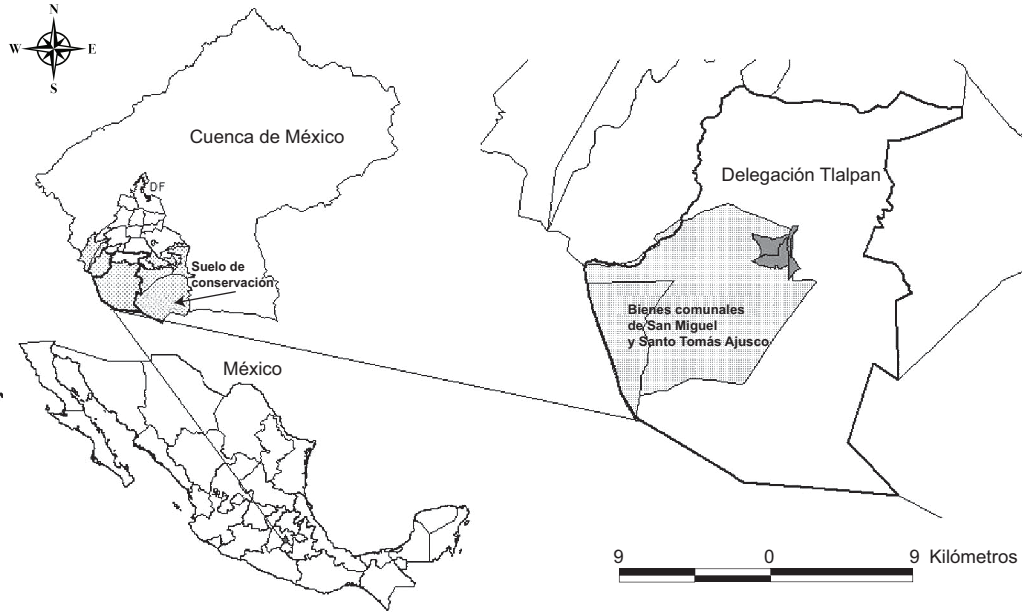 N
W E
S
Cuenca de México
DF
Suelo de
conservación
México
Delegación Tlalpan
Bienes comunales
de San Miguel
y Santo Tomás Ajusco
9 0 9 Kilómetros